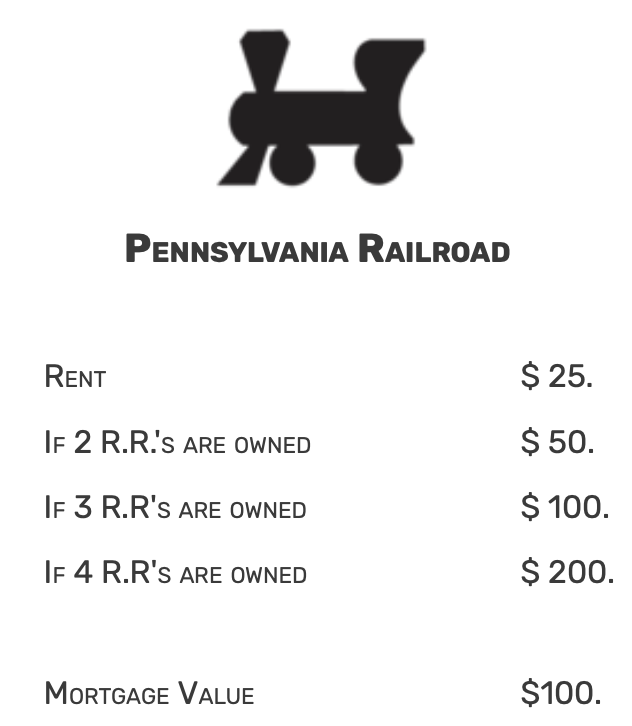 Pennsylvania Railroad
Rent $ 25.
If 2 R.R.'s are owned $ 50.
If 3 R.R's are owned $ 100.
If 4 R.R's are owned $ 200.
Mortgage Value $100.